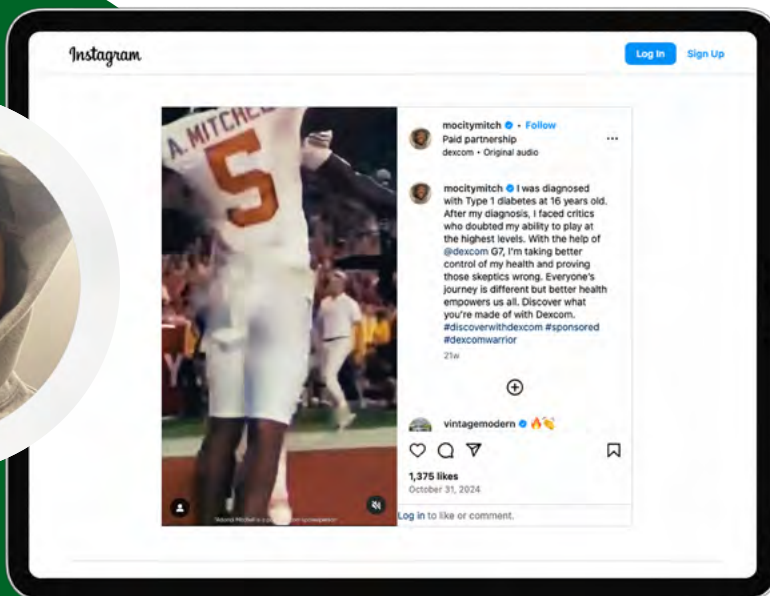 Instagram
Log In
Sign Up
A. MITCHEL
5
mocitymitch • Follow
Paid partnership
dexcom • Original audio
mocitymitch I was diagnosed
with Type 1 diabetes at 16 years old.
After my diagnosis, I faced critics
who doubted my ability to play at
the highest levels. With the help of
@dexcom G7, I'm taking better
control of my health and proving
those skeptics wrong. Everyone's
journey is different but better health
empowers us all. Discover what
you're made of with Dexcom.
#discoverwithdexcom #sponsored
#dexcomwarrior
21w
vintagemodern 🔥👏
1,375 likes
October 31, 2024
Log in to like or comment.